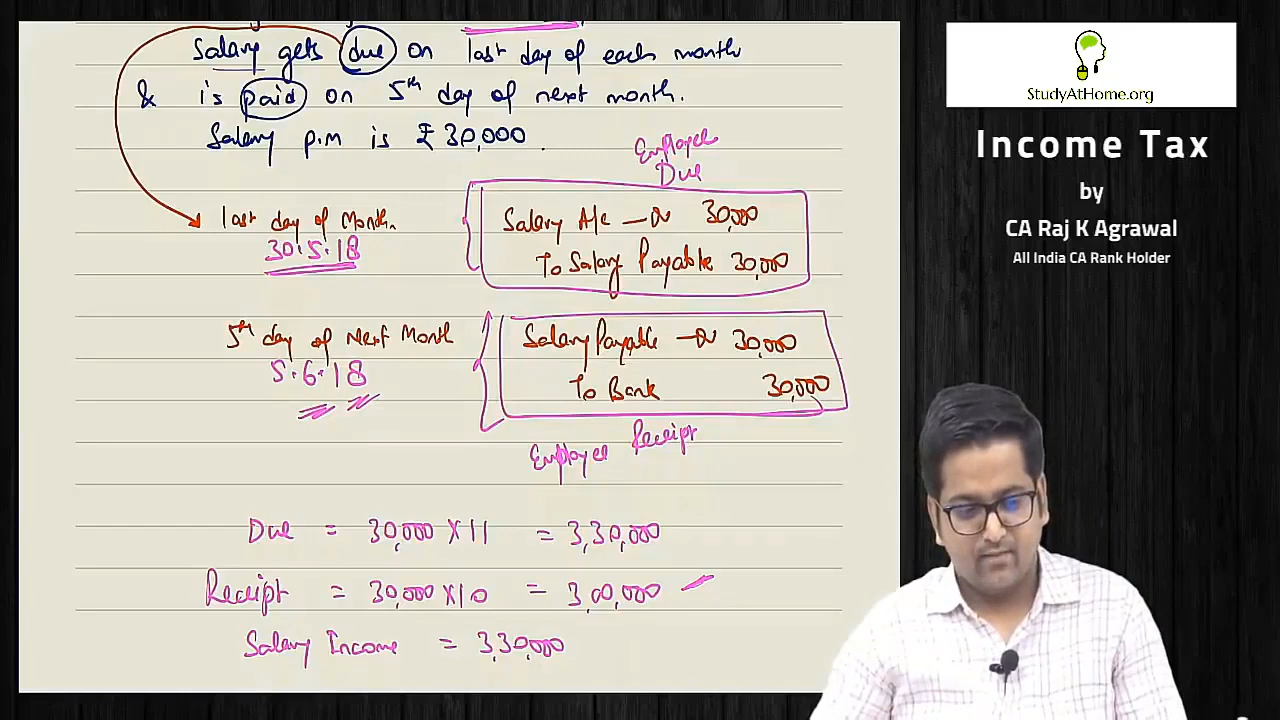 Salary gets due on last day of each month
& is paid on 5th day of next month.
Salary p.m is ₹ 30,000.
Employee
Due
last day of Month.
30.5.18
Salary A/c — Dr 30,000
To Salary Payable 30,000
5th day of Next Month
5.6.18
Salary Payable — Dr 30,000
To Bank 30,000
Employee Receipt
Due = 30,000 × 11 = 3,30,000
Receipt = 30,000 × 10 = 3,00,000
Salary Income = 3,30,000
StudyAtHome.org
Income Tax
by
CA Raj K Agrawal
All India CA Rank Holder